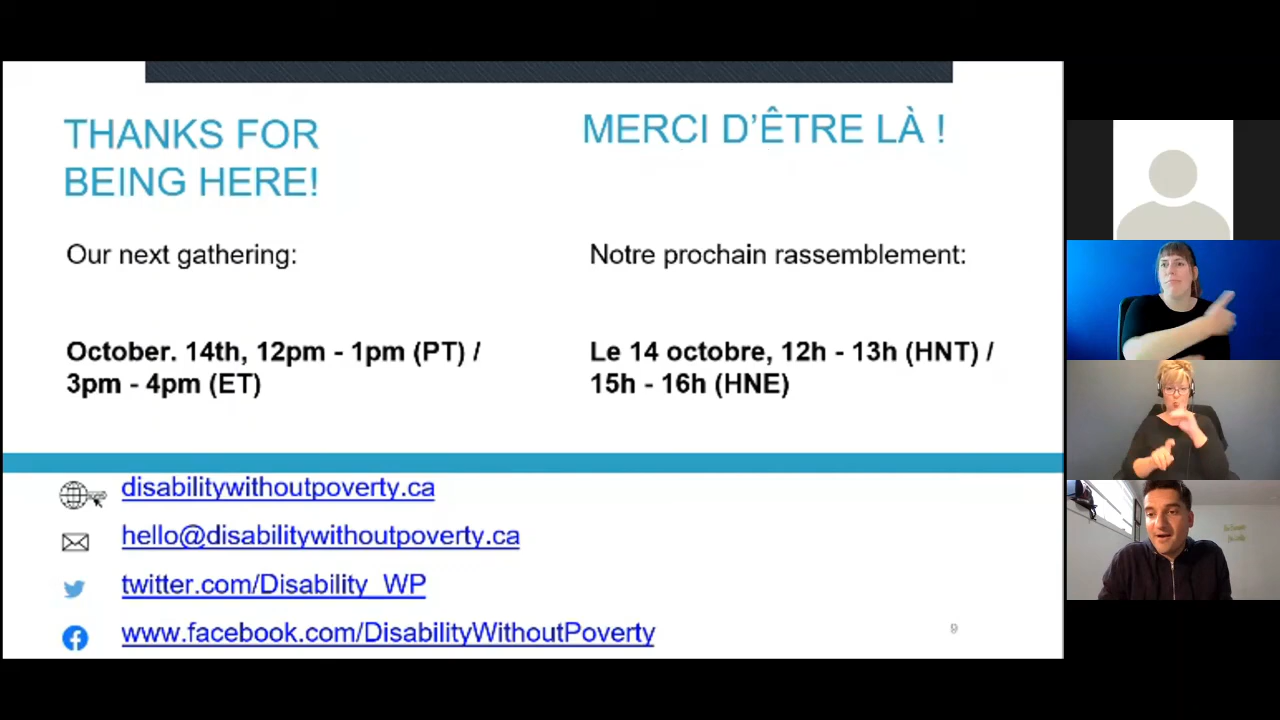 THANKS FOR
BEING HERE!
Our next gathering:
October. 14th, 12pm - 1pm (PT) /
3pm - 4pm (ET)
MERCI D'ÊTRE LÀ !
Notre prochain rassemblement:
Le 14 octobre, 12h - 13h (HNT) /
15h - 16h (HNE)
disabilitywithoutpoverty.ca
hello@disabilitywithoutpoverty.ca
twitter.com/Disability_WP
www.facebook.com/DisabilityWithoutPoverty
9